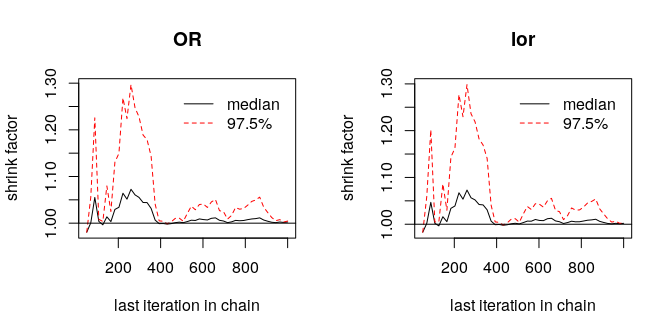 OR
shrink factor
1.00 1.10 1.20 1.30
median
97.5%
200 400 600 800
last iteration in chain
lor
shrink factor
1.00 1.10 1.20 1.30
median
97.5%
200 400 600 800
last iteration in chain